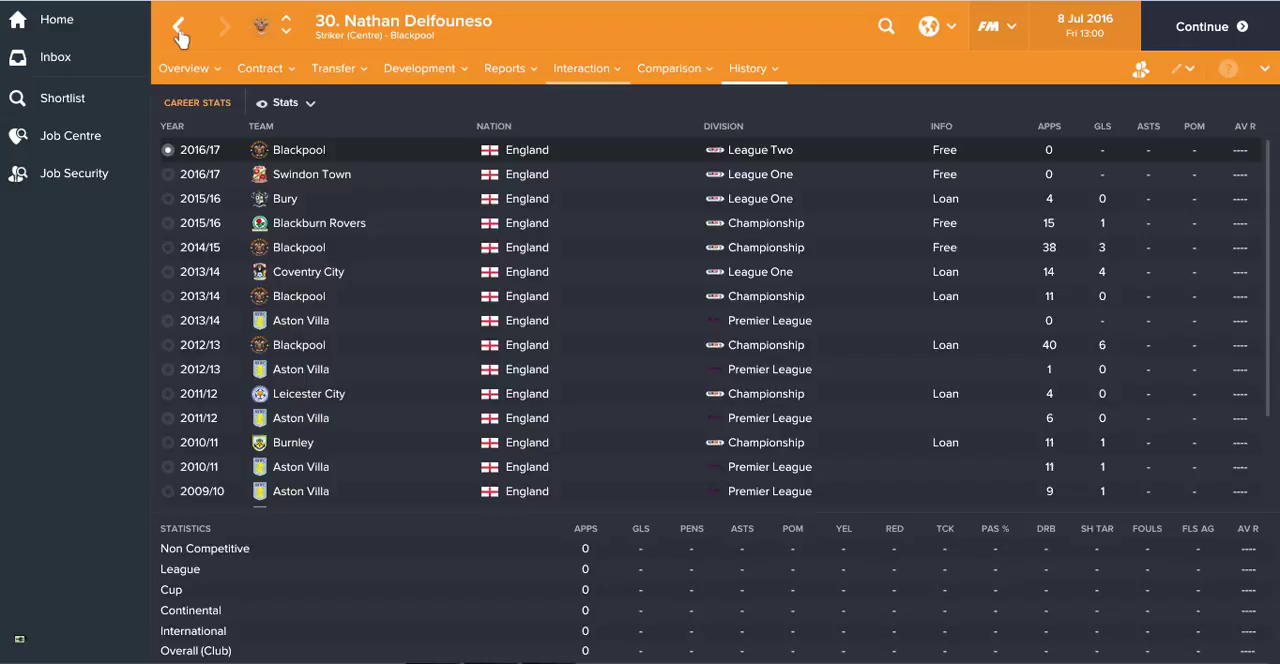 Home
Inbox
Shortlist
Job Centre
Job Security
30. Nathan Delfouneso
Striker (Centre) - Blackpool
FM
8 Jul 2016
Fri 13:00
Continue
Overview Contract Transfer Development Reports Interaction Comparison History
?
CAREER STATS Stats
YEAR TEAM NATION DIVISION INFO APPS GLS ASTS POM AV R
2016/17 Blackpool England League Two Free 0 - - - ----
2016/17 Swindon Town England League One Free 0 - - - ----
2015/16 Bury England League One Loan 4 0 - - ----
2015/16 Blackburn Rovers England Championship Free 15 1 - - ----
2014/15 Blackpool England Championship Free 38 3 - - ----
2013/14 Coventry City England League One Loan 14 4 - - ----
2013/14 Blackpool England Championship Loan 11 0 - - ----
2013/14 Aston Villa England Premier League 0 - - - ----
2012/13 Blackpool England Championship Loan 40 6 - - ----
2012/13 Aston Villa England Premier League 1 0 - - ----
2011/12 Leicester City England Championship Loan 4 0 - - ----
2011/12 Aston Villa England Premier League 6 0 - - ----
2010/11 Burnley England Championship Loan 11 1 - - ----
2010/11 Aston Villa England Premier League 11 1 - - ----
2009/10 Aston Villa England Premier League 9 1 - - ----
STATISTICS APPS GLS PENS ASTS POM YEL RED TCK PAS % DRB SH TAR FOULS FLS AG AV R
Non Competitive 0 - - - - - - - - - - - - ----
League 0 - - - - - - - - - - - - ----
Cup 0 - - - - - - - - - - - - ----
Continental 0 - - - - - - - - - - - - ----
International 0 - - - - - - - - - - - - ----
Overall (Club) 0 - - - - - - - - - - - - ----